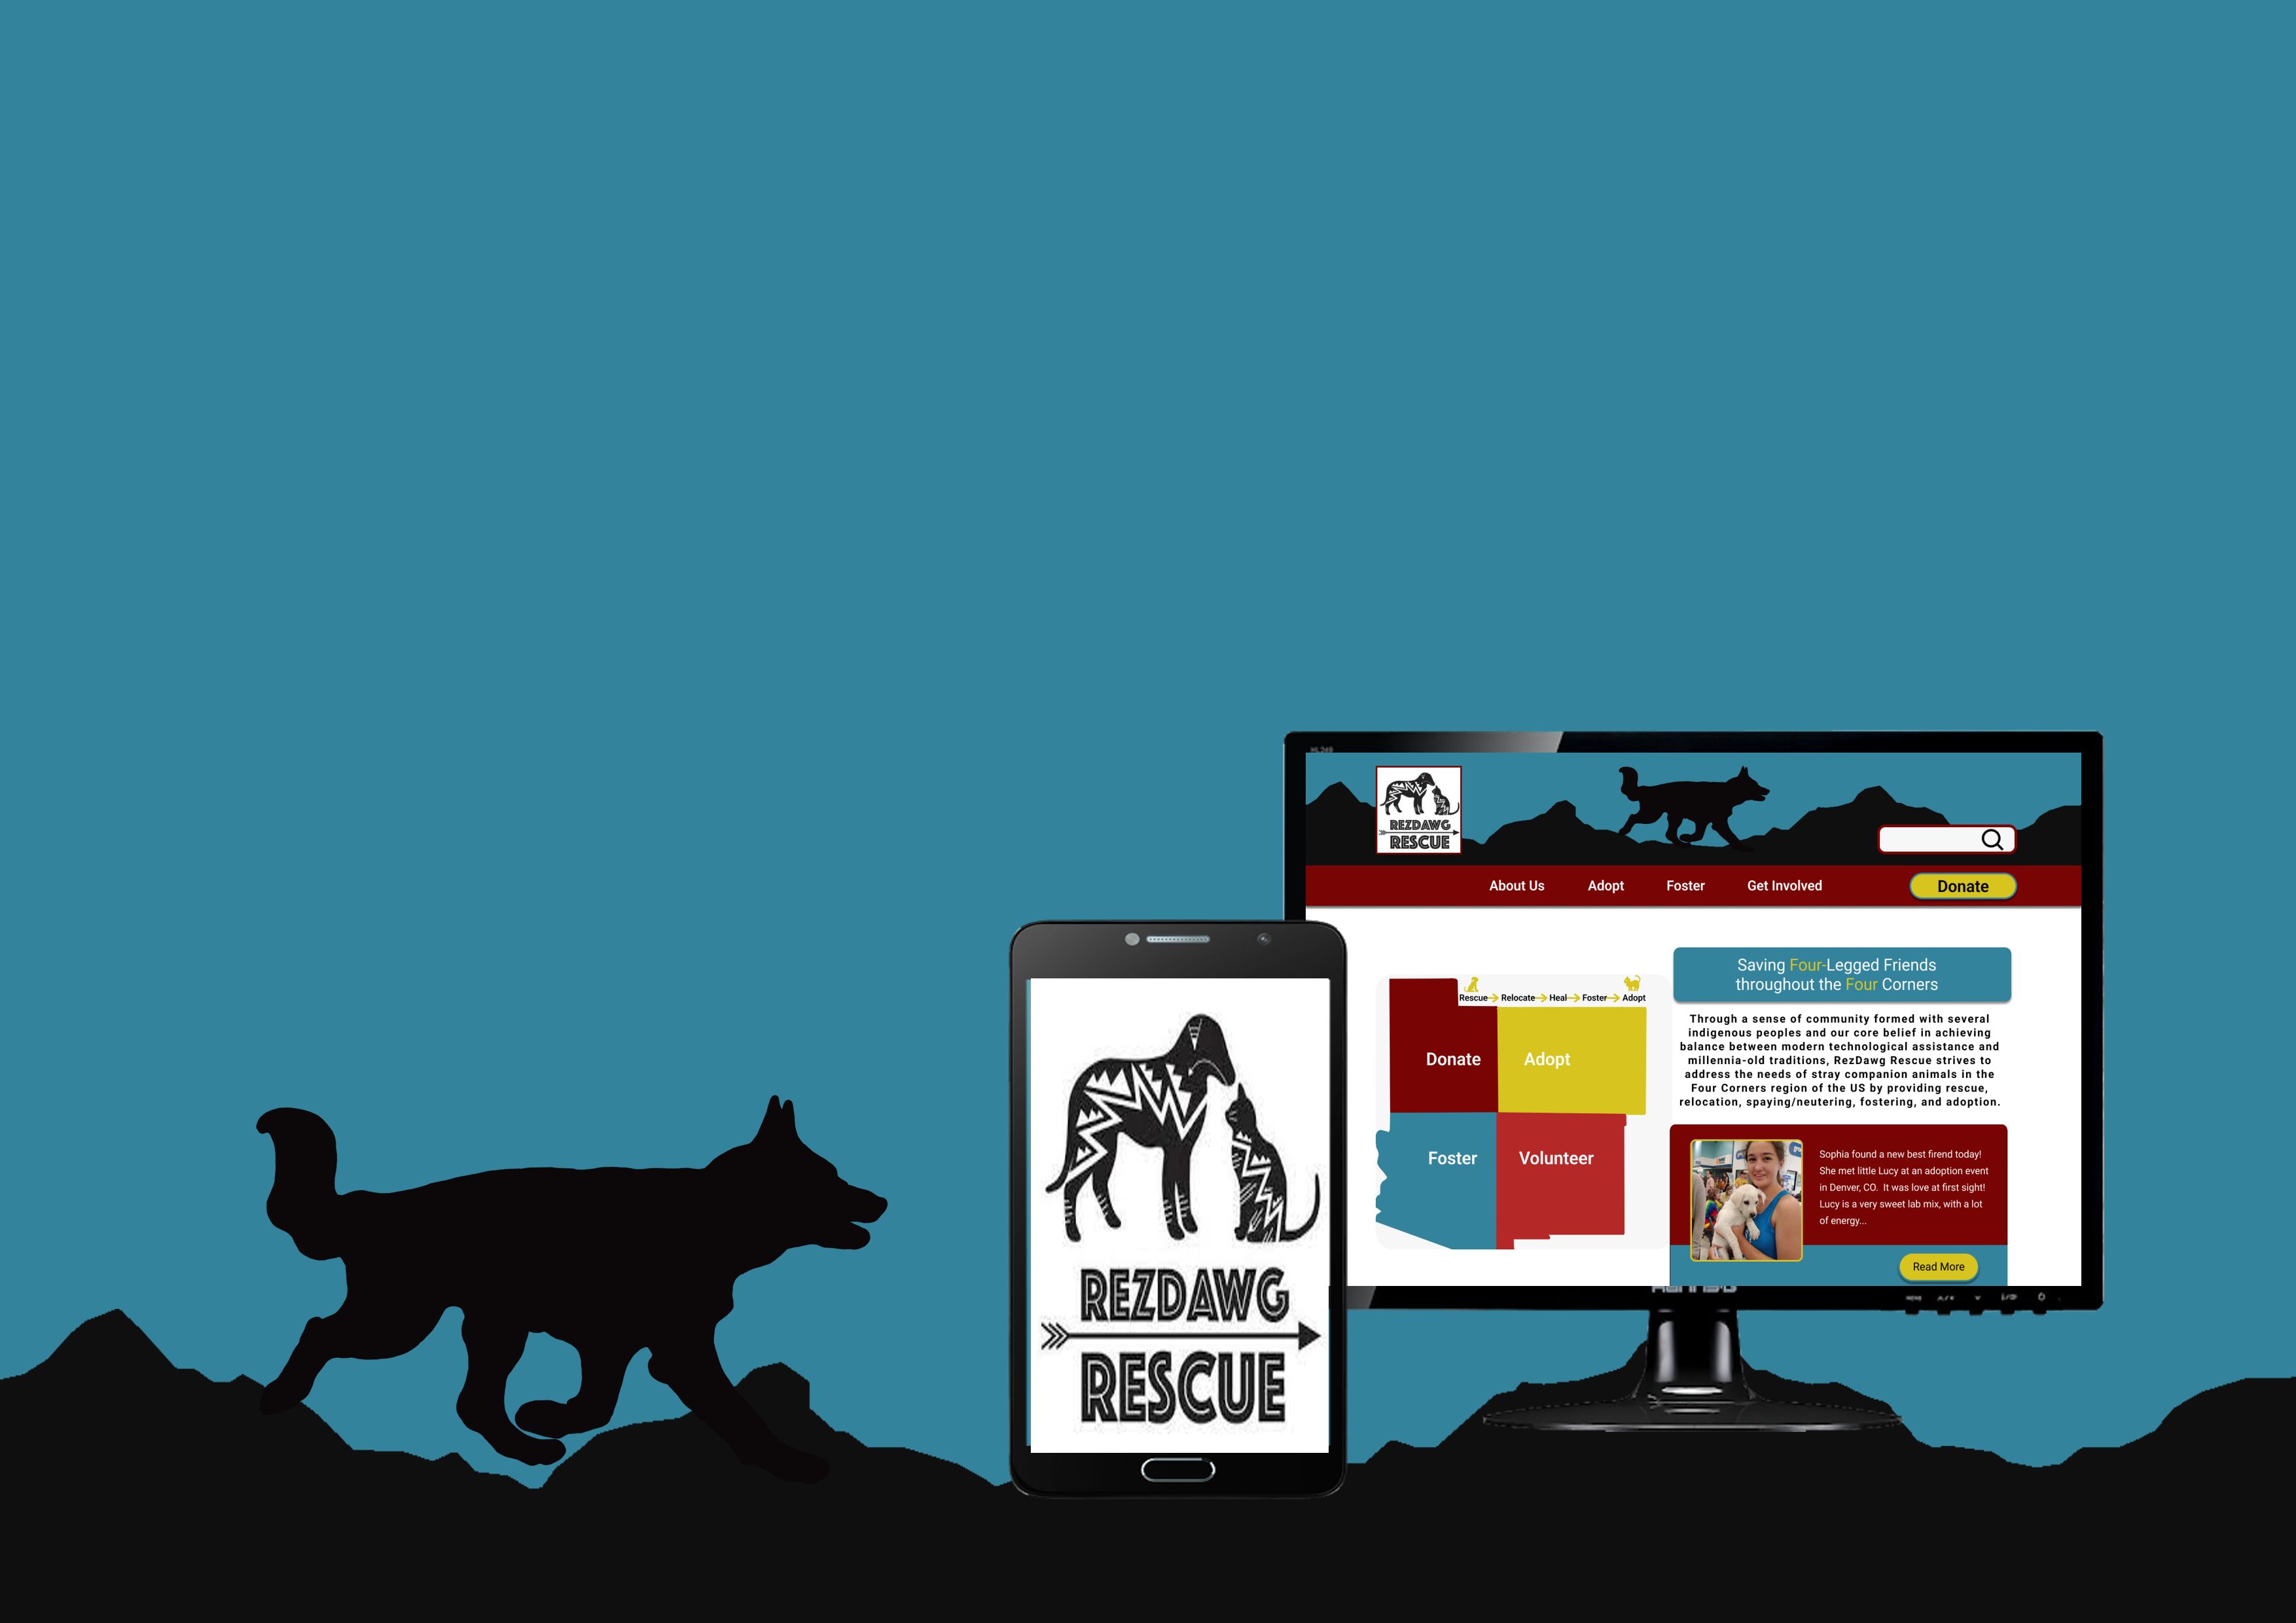 REZDAWG
RESCUE
HL249
REZDAWG
RESCUE
About Us
Adopt
Foster
Get Involved
Donate
Rescue
Relocate
Heal
Foster
Adopt
Donate
Adopt
Foster
Volunteer
Saving Four-Legged Friends
throughout the Four Corners
Through a sense of community formed with several
indigenous peoples and our core belief in achieving
balance between modern technological assistance and
millennia-old traditions, RezDawg Rescue strives to
address the needs of stray companion animals in the
Four Corners region of the US by providing rescue,
relocation, spaying/neutering, fostering, and adoption.
Sophia found a new best firend today!
She met little Lucy at an adoption event
in Denver, CO. It was love at first sight!
Lucy is a very sweet lab mix, with a lot
of energy...
Read More